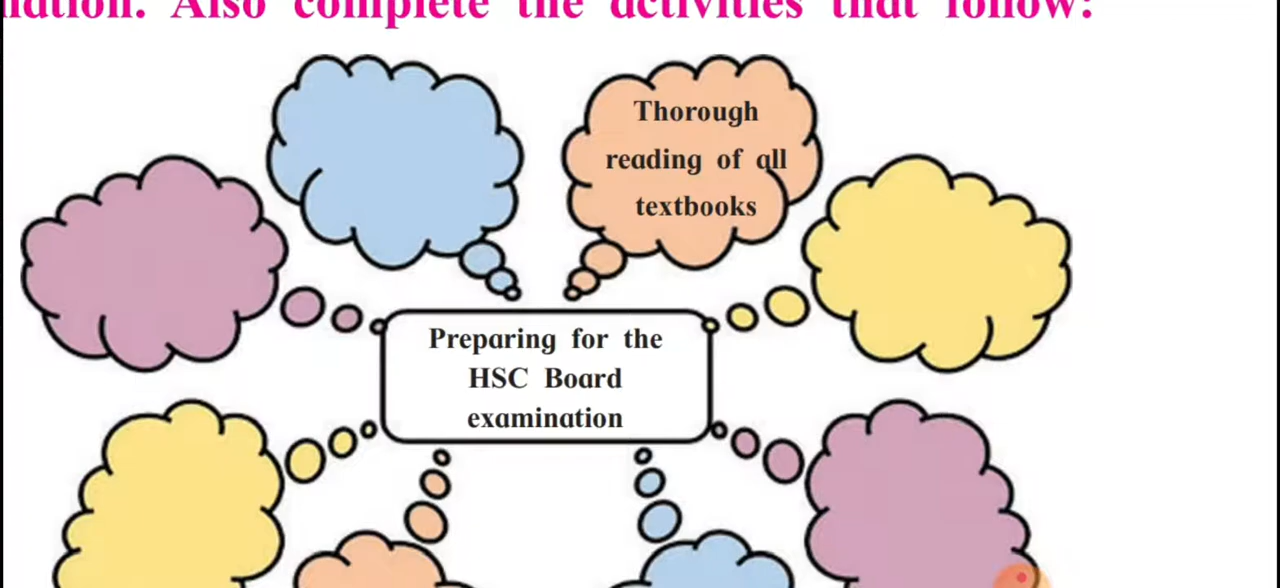 Also complete the activities that follow:
Thorough
reading of all
textbooks
Preparing for the
HSC Board
examination